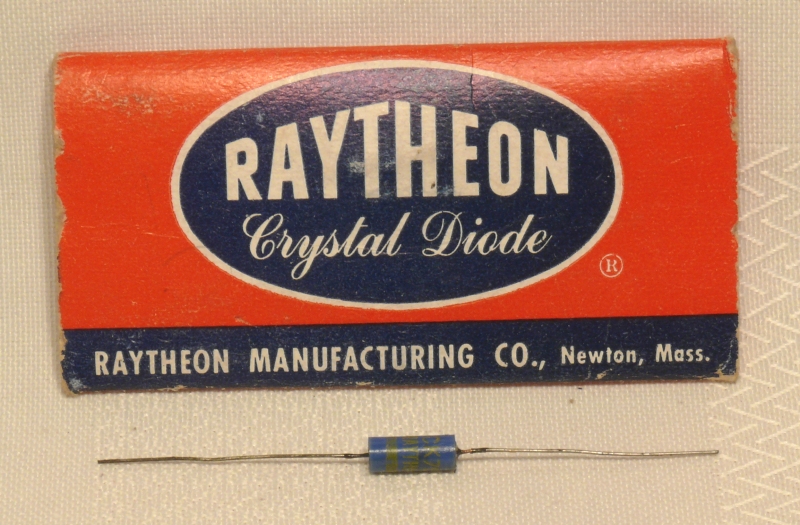 RAYTHEON
Crystal Diode
®
RAYTHEON MANUFACTURING CO., Newton, Mass.